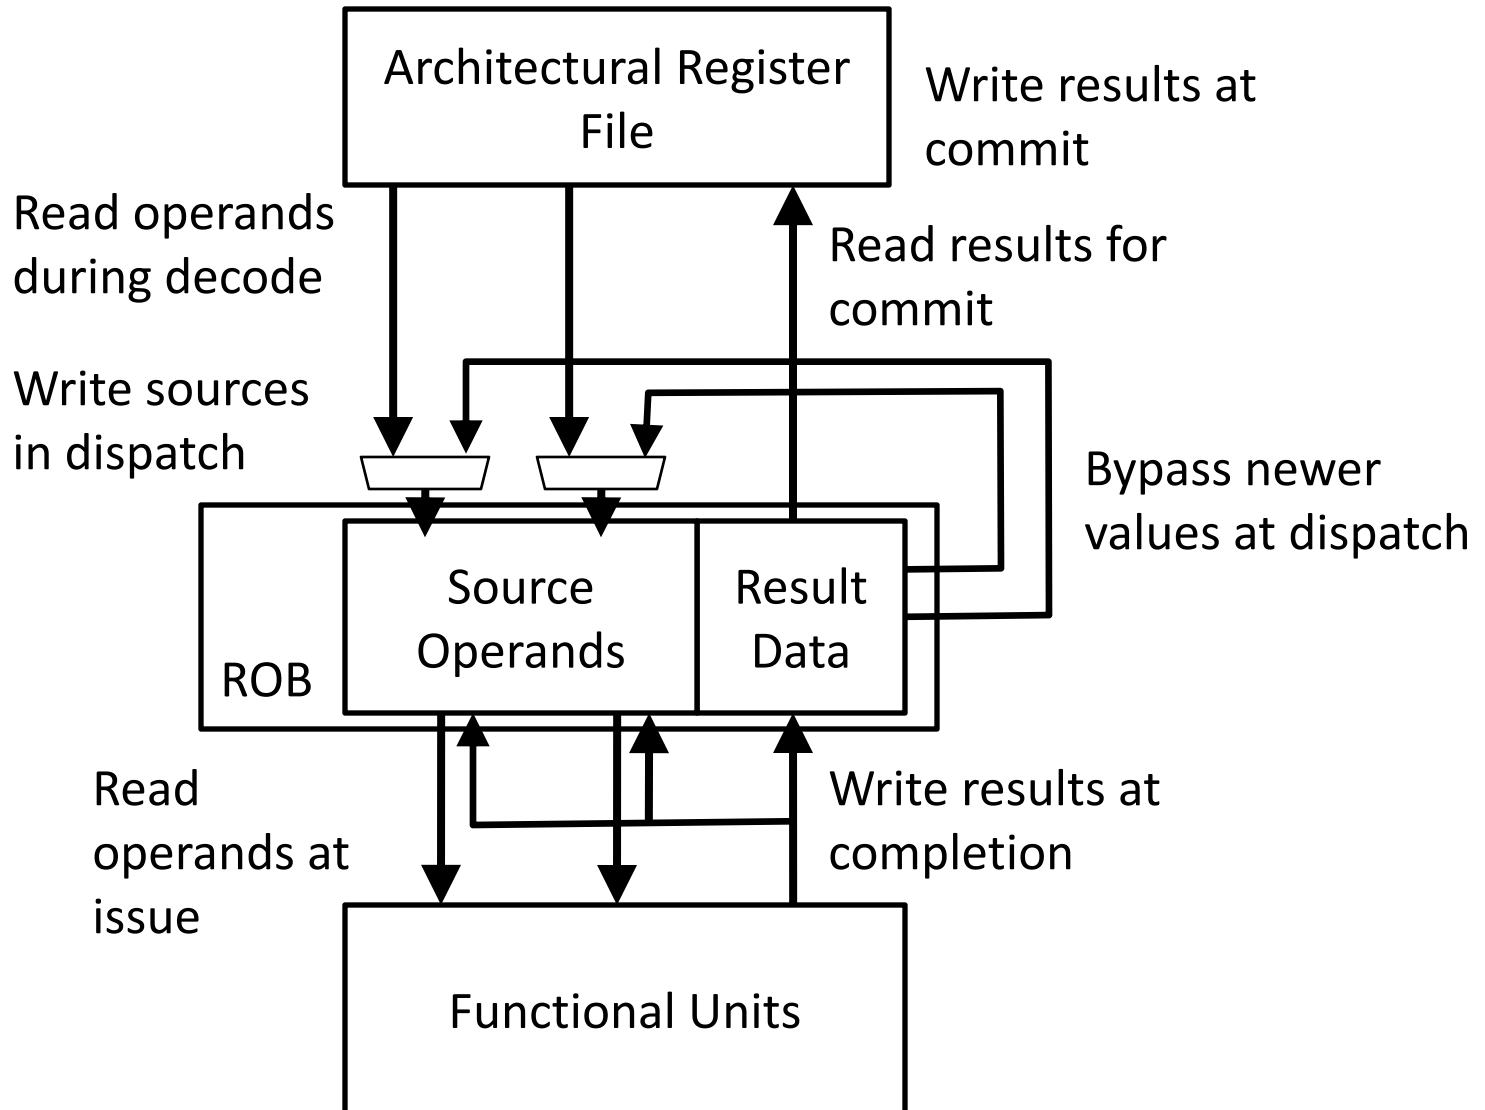 Architectural Register
File
Write results at
commit
Read operands
during decode
Read results for
commit
Write sources
in dispatch
Bypass newer
values at dispatch
Source
Operands
Result
Data
ROB
Read
operands at
issue
Write results at
completion
Functional Units